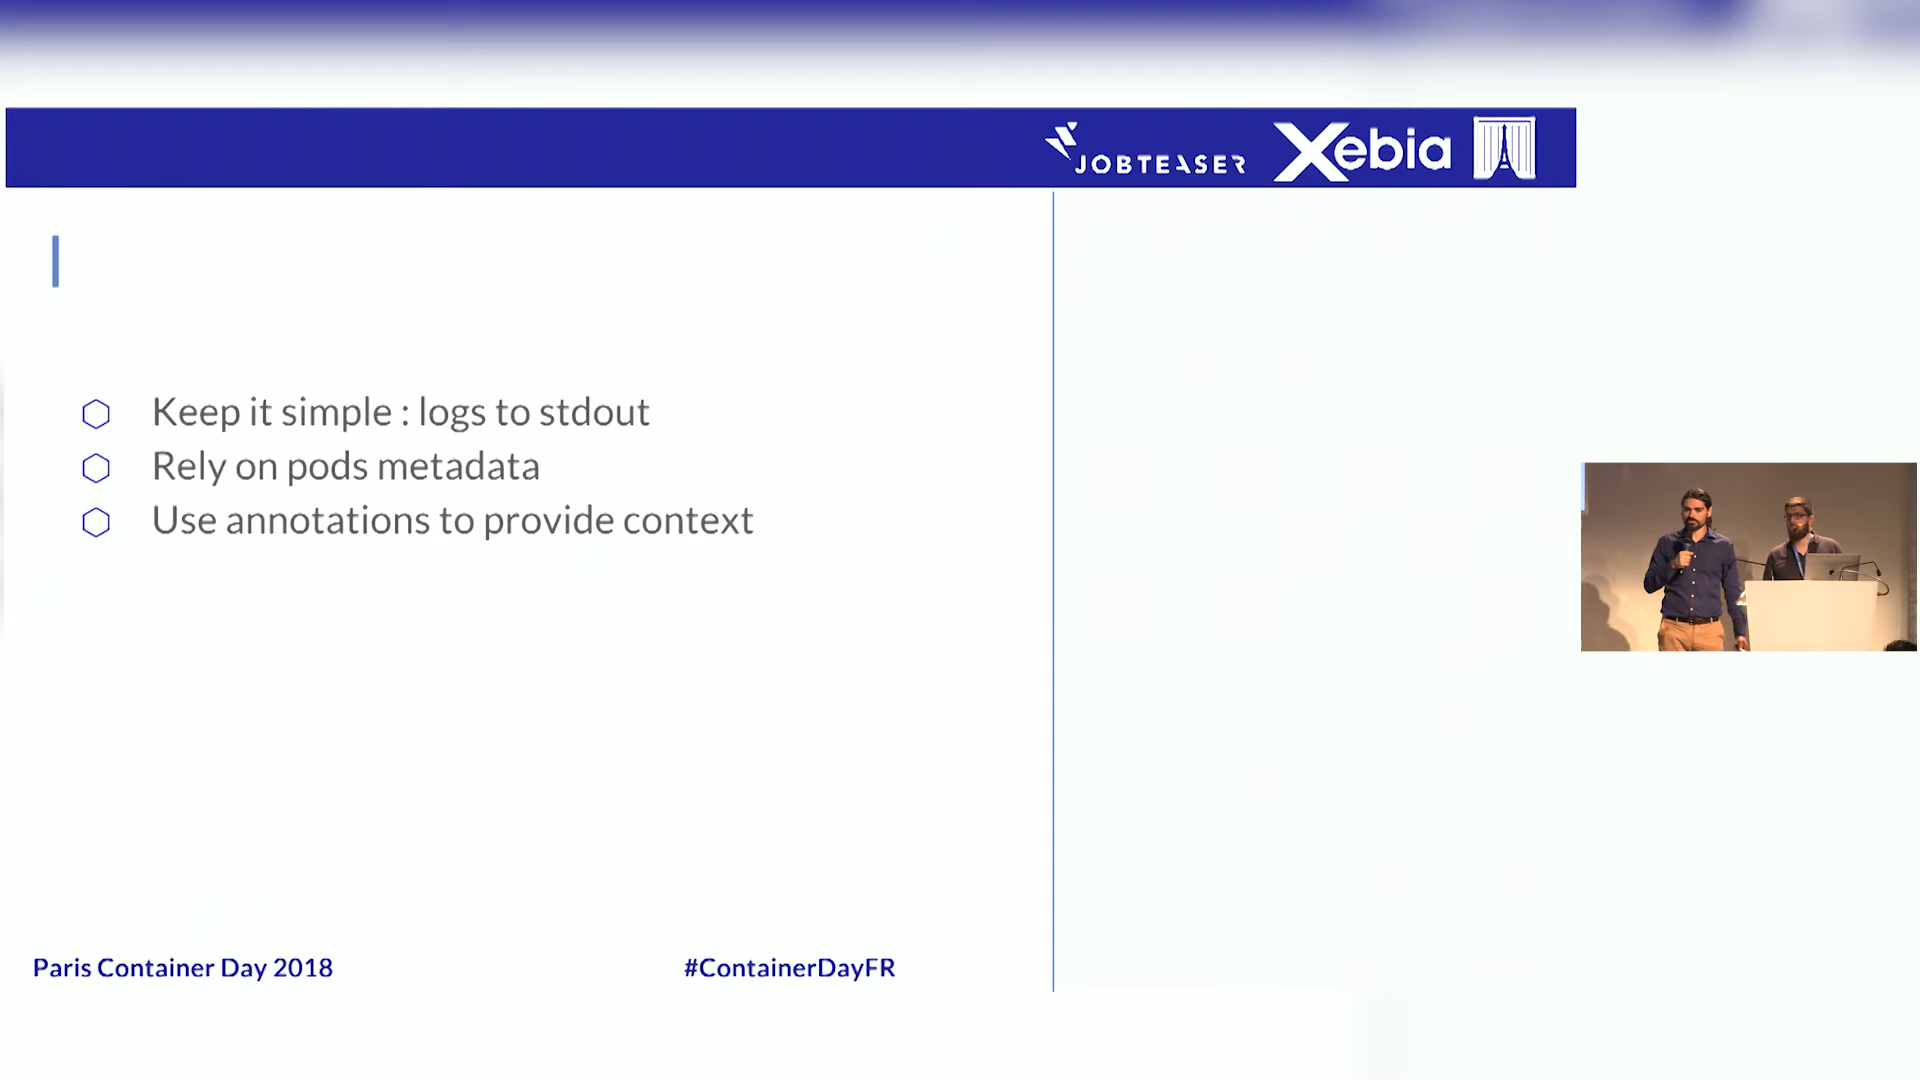 JOBTEASER
Xebia
Keep it simple : logs to stdout
Rely on pods metadata
Use annotations to provide context
Paris Container Day 2018
#ContainerDayFR